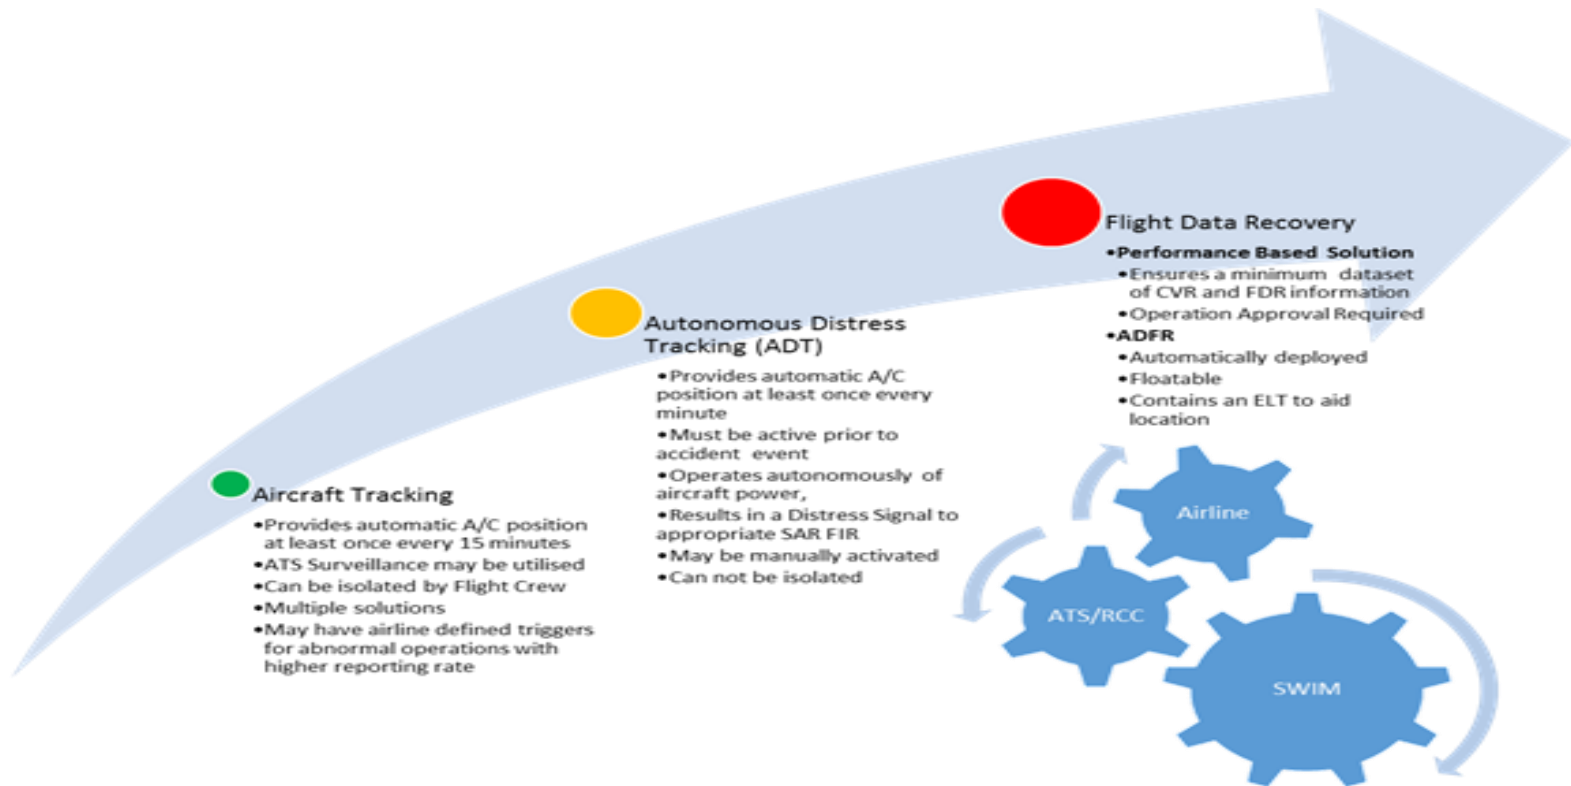 Aircraft Tracking
•Provides automatic A/C position
at least once every 15 minutes
•ATS Surveillance may be utilised
•Can be isolated by Flight Crew
•Multiple solutions
•May have airline defined triggers
for abnormal operations with
higher reporting rate
Autonomous Distress
Tracking (ADT)
•Provides automatic A/C
position at least once every
minute
•Must be active prior to
accident event
•Operates autonomously of
aircraft power,
•Results in a Distress Signal to
appropriate SAR FIR
•May be manually activated
•Can not be isolated
Flight Data Recovery
•Performance Based Solution
•Ensures a minimum dataset
of CVR and FDR information
•Operation Approval Required
•ADFR
•Automatically deployed
•Floatable
•Contains an ELT to aid
location
Airline
ATS/RCC
SWIM